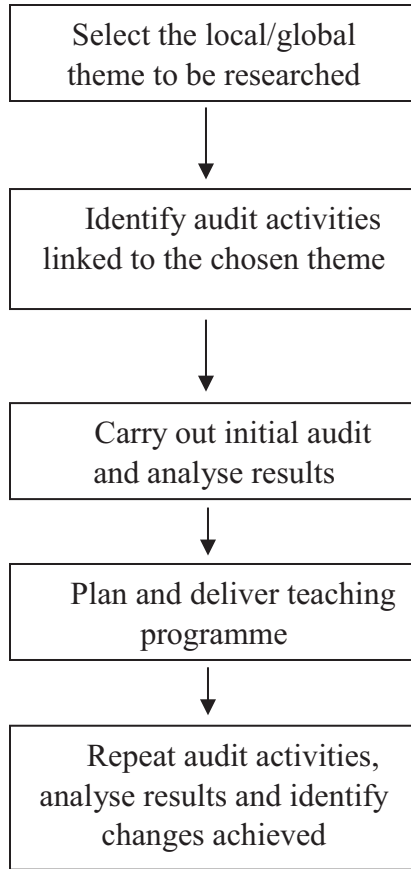 Select the local/global
theme to be researched
Identify audit activities
linked to the chosen theme
Carry out initial audit
and analyse results
Plan and deliver teaching
programme
Repeat audit activities,
analyse results and identify
changes achieved